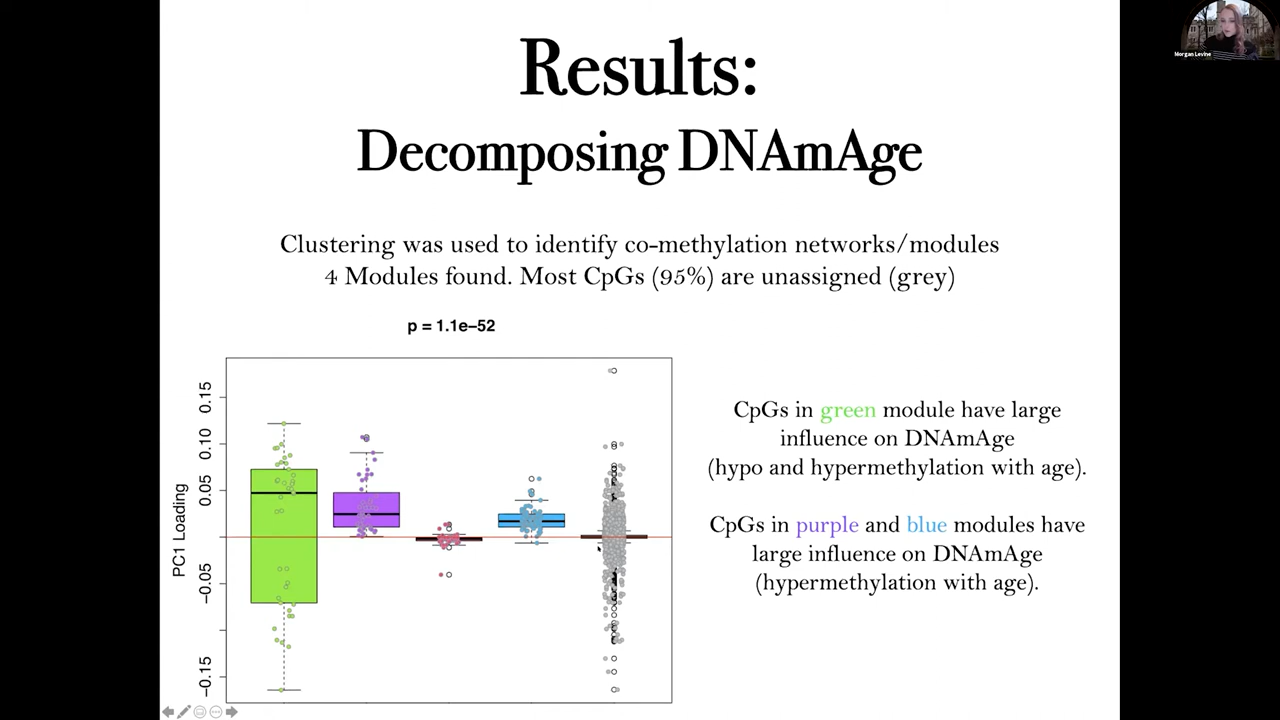 Morgan Levine
Results:
Decomposing DNAmAge
Clustering was used to identify co-methylation networks/modules
4 Modules found. Most CpGs (95%) are unassigned (grey)
p = 1.1e–52
PC1 Loading
0.15
0.10
0.05
−0.05
−0.15
CpGs in green module have large
influence on DNAmAge
(hypo and hypermethylation with age).
CpGs in purple and blue modules have
large influence on DNAmAge
(hypermethylation with age).